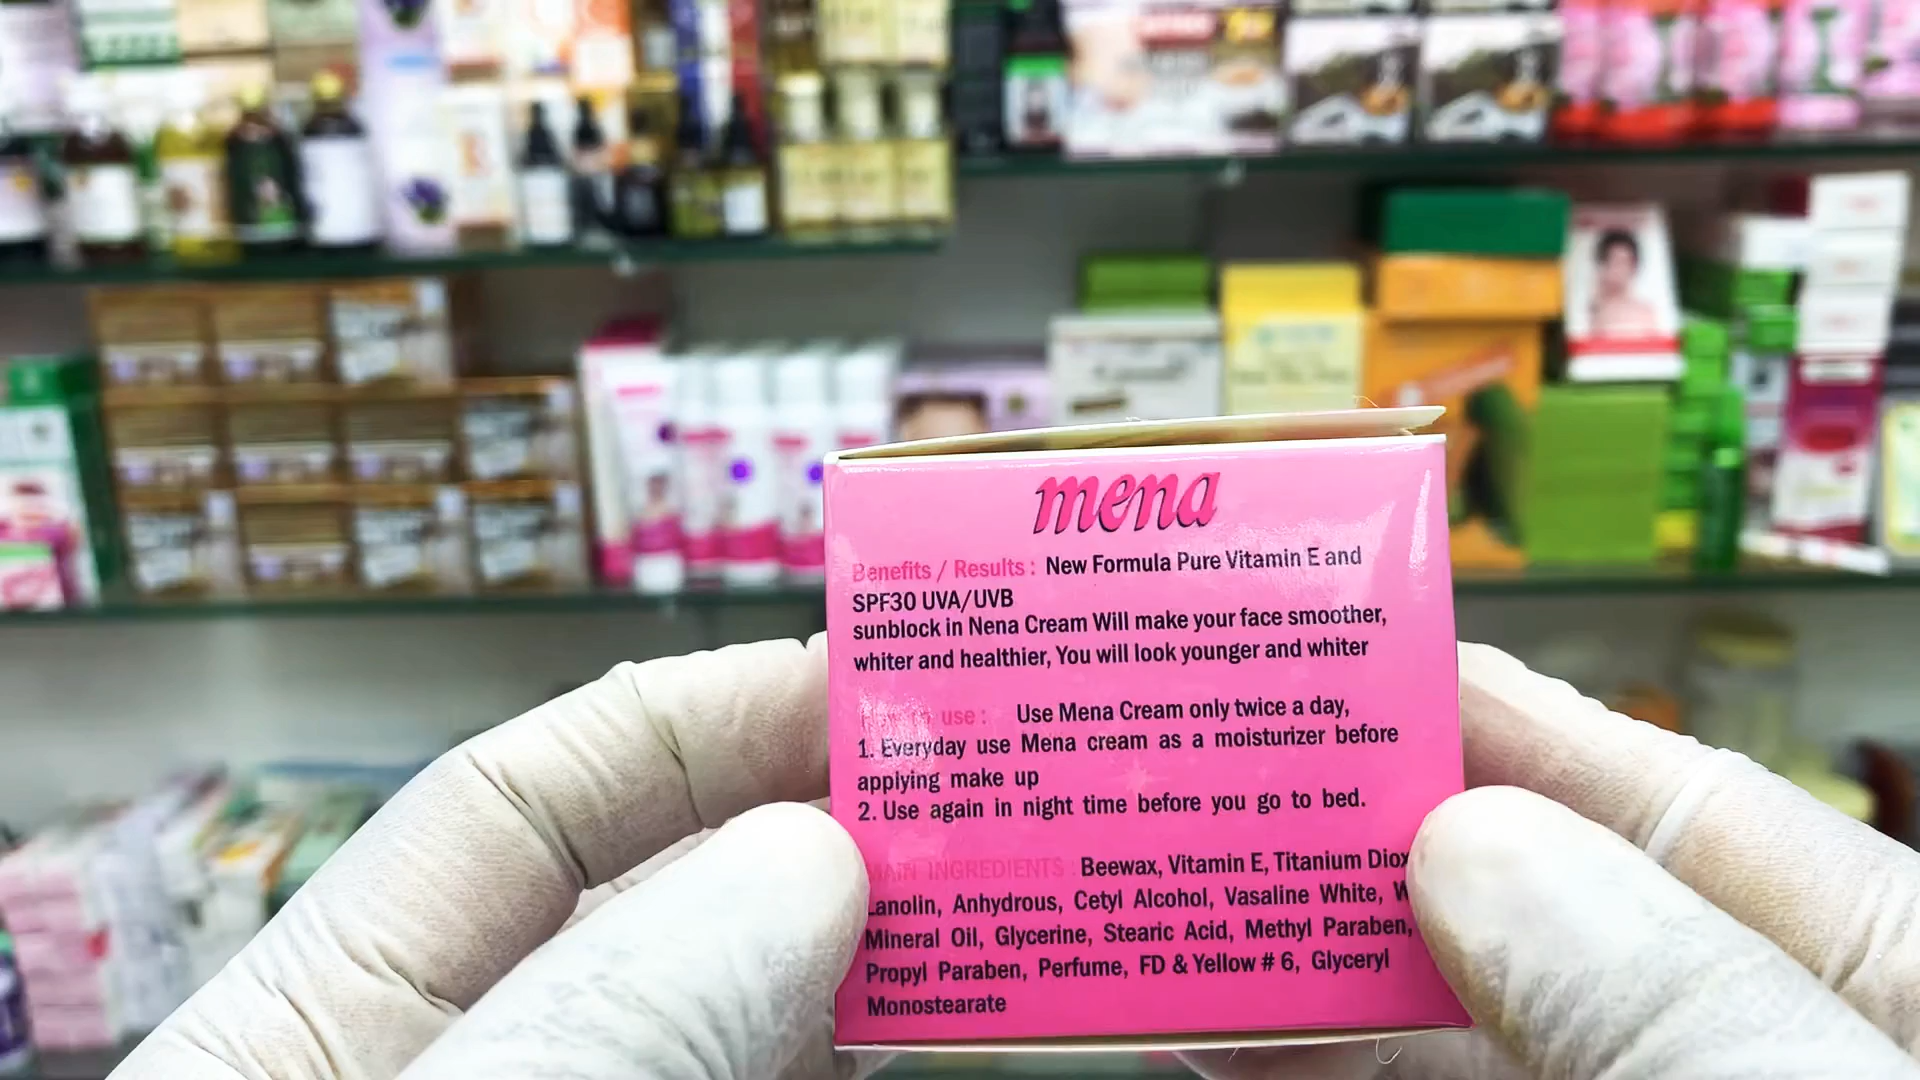 mena
Benefits / Results : New Formula Pure Vitamin E and
SPF30 UVA/UVB
sunblock in Nena Cream Will make your face smoother,
whiter and healthier, You will look younger and whiter
How to use : Use Mena Cream only twice a day,
1. Everyday use Mena cream as a moisturizer before
applying make up
2. Use again in night time before you go to bed.
MAIN INGREDIENTS : Beewax, Vitamin E, Titanium Diox
Lanolin, Anhydrous, Cetyl Alcohol, Vasaline White, W
Mineral Oil, Glycerine, Stearic Acid, Methyl Paraben,
Propyl Paraben, Perfume, FD & Yellow # 6, Glyceryl
Monostearate